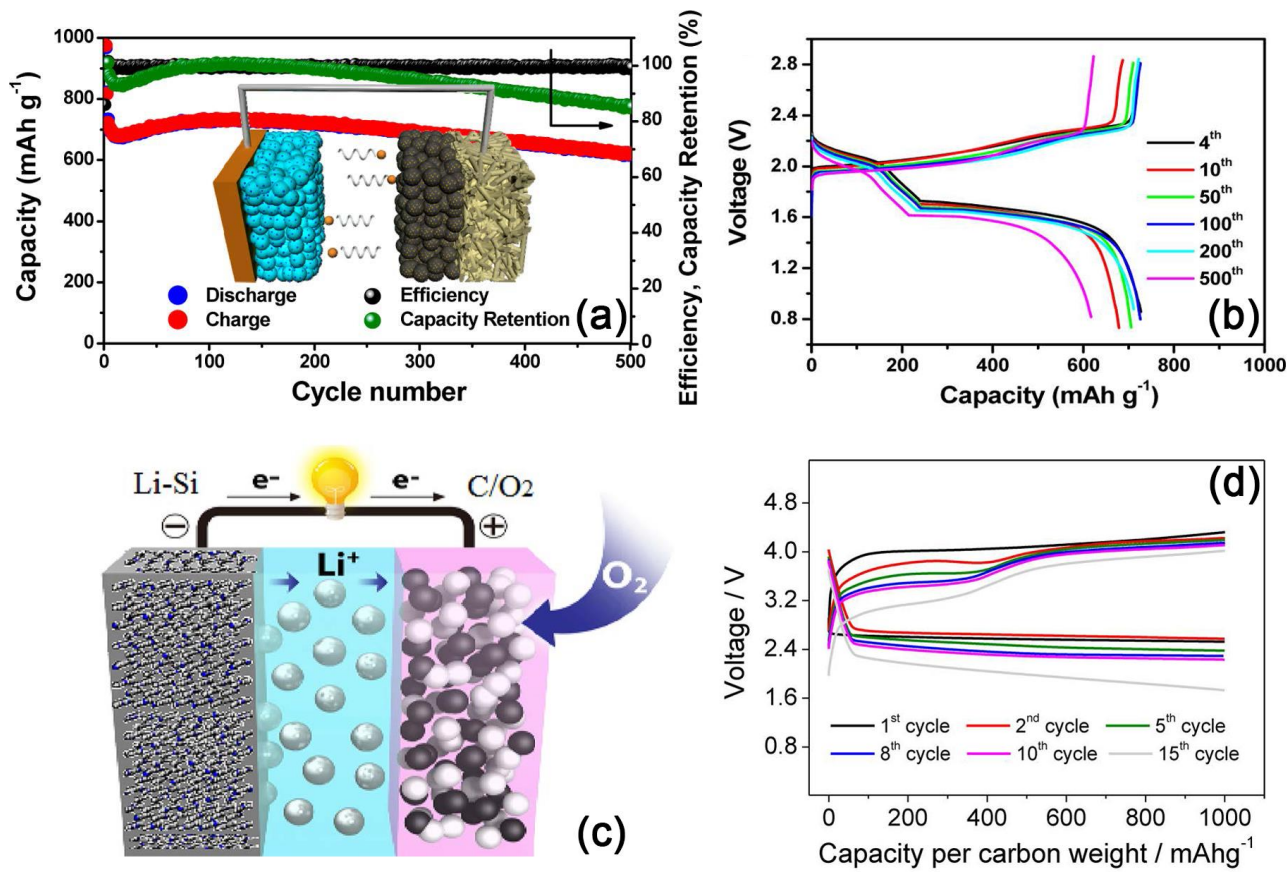 1000
800
600
400
200
0
Capacity (mAh g⁻¹)
100
80
60
40
20
0
Efficiency, Capacity Retention (%)
Discharge
Charge
Efficiency
Capacity Retention
(a)
0 100 200 300 400 500
Cycle number
2.8
2.4
2.0
1.6
1.2
0.8
Voltage (V)
4th
10th
50th
100th
200th
500th
(b)
0 200 400 600 800 1000
Capacity (mAh g⁻¹)
Li-Si e- e- C/O2
Li+
O2
(c)
(d)
4.8
4.0
3.2
2.4
1.6
0.8
Voltage / V
1st cycle 2nd cycle 5th cycle
8th cycle 10th cycle 15th cycle
0 200 400 600 800 1000
Capacity per carbon weight / mAhg⁻¹